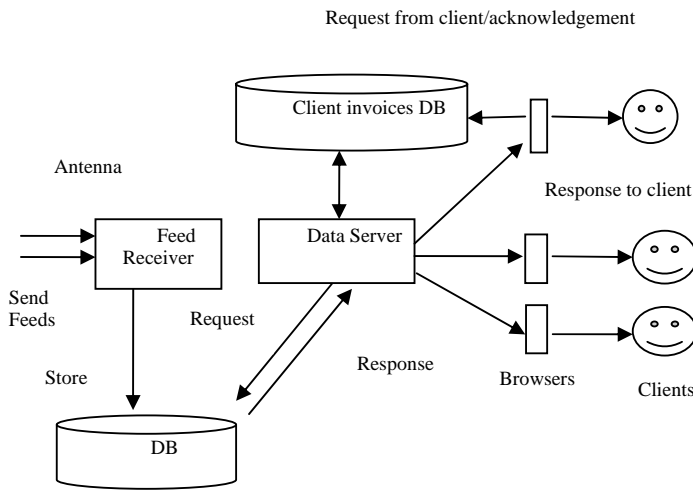 Request from client/acknowledgement
Client invoices DB
Antenna
Response to client
Feed
Receiver
Data Server
Send
Feeds
Request
Response
Store
Browsers
Clients
DB